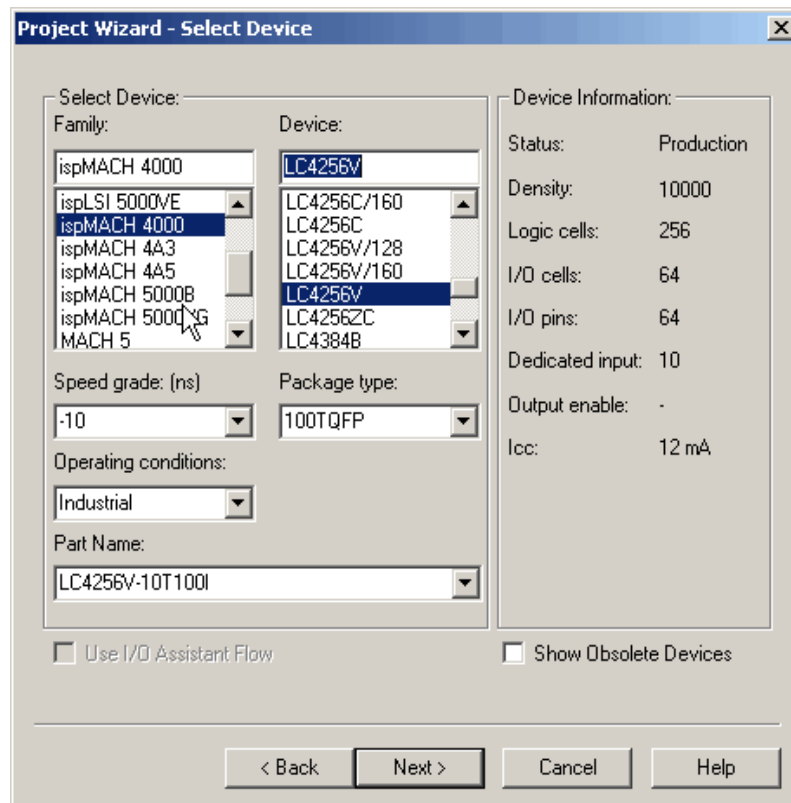 Project Wizard - Select Device
Select Device:
Family:
Device:
ispMACH 4000
LC4256V
ispLSI 5000VE
ispMACH 4000
ispMACH 4A3
ispMACH 4A5
ispMACH 5000B
ispMACH 5000 G
MACH 5
LC4256C/160
LC4256C
LC4256V/128
LC4256V/160
LC4256V
LC4256ZC
LC4384B
Speed grade: (ns)
Package type:
-10
100TQFP
Operating conditions:
Industrial
Part Name:
LC4256V-10T100I
Device Information:
Status: Production
Density: 10000
Logic cells: 256
I/O cells: 64
I/O pins: 64
Dedicated input: 10
Output enable: -
Icc: 12 mA
Use I/O Assistant Flow
Show Obsolete Devices
< Back
Next >
Cancel
Help